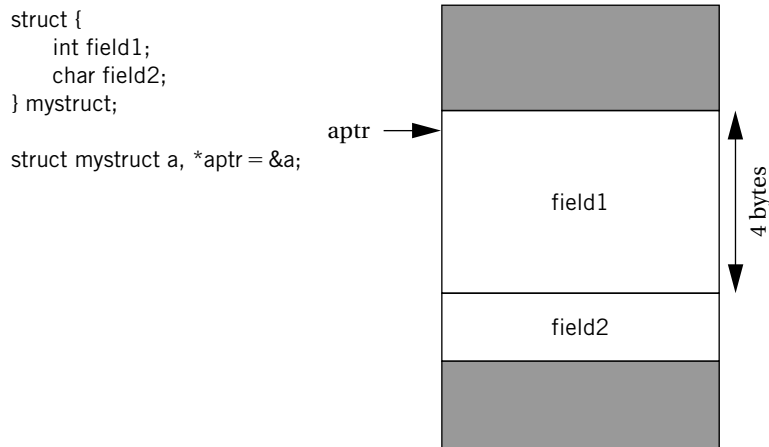 struct {
int field1;
char field2;
} mystruct;
struct mystruct a, *aptr = &a;
aptr
field1
4 bytes
field2